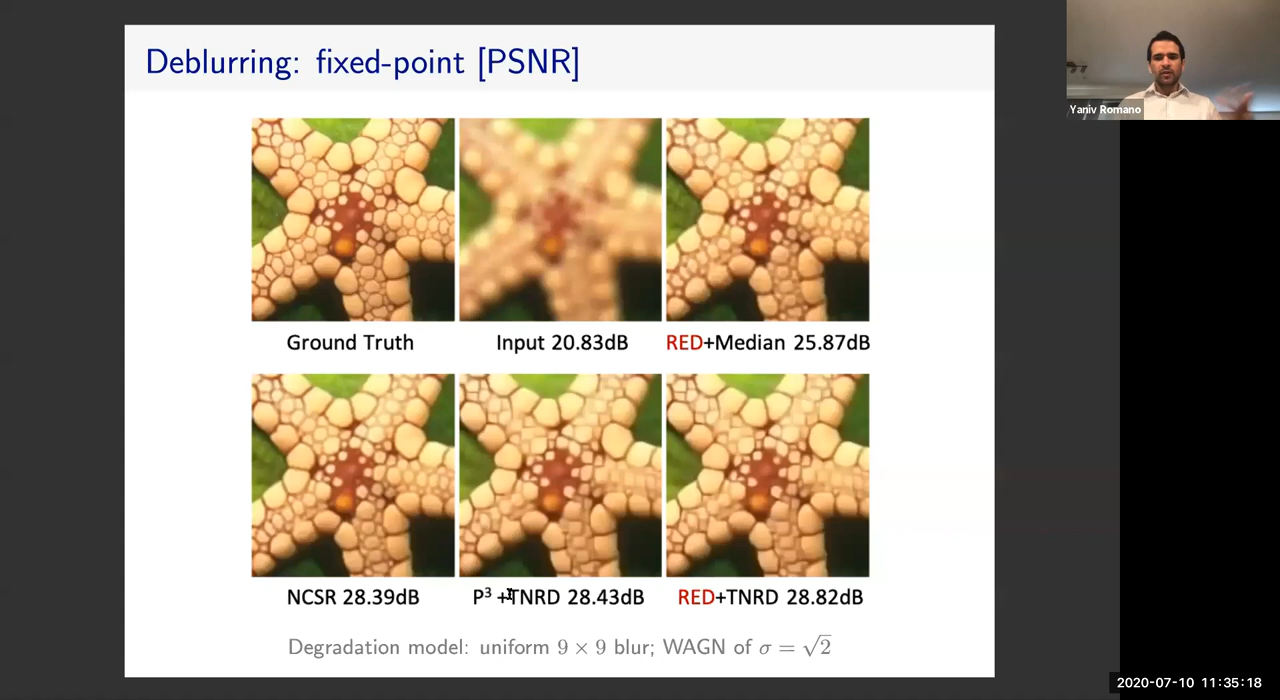 Deblurring: fixed-point [PSNR]
Yaniv Romano
Ground Truth
Input 20.83dB
RED+Median 25.87dB
NCSR 28.39dB
P³ +TNRD 28.43dB
RED+TNRD 28.82dB
Degradation model: uniform 9 × 9 blur; WAGN of σ = √2
2020-07-10 11:35:18